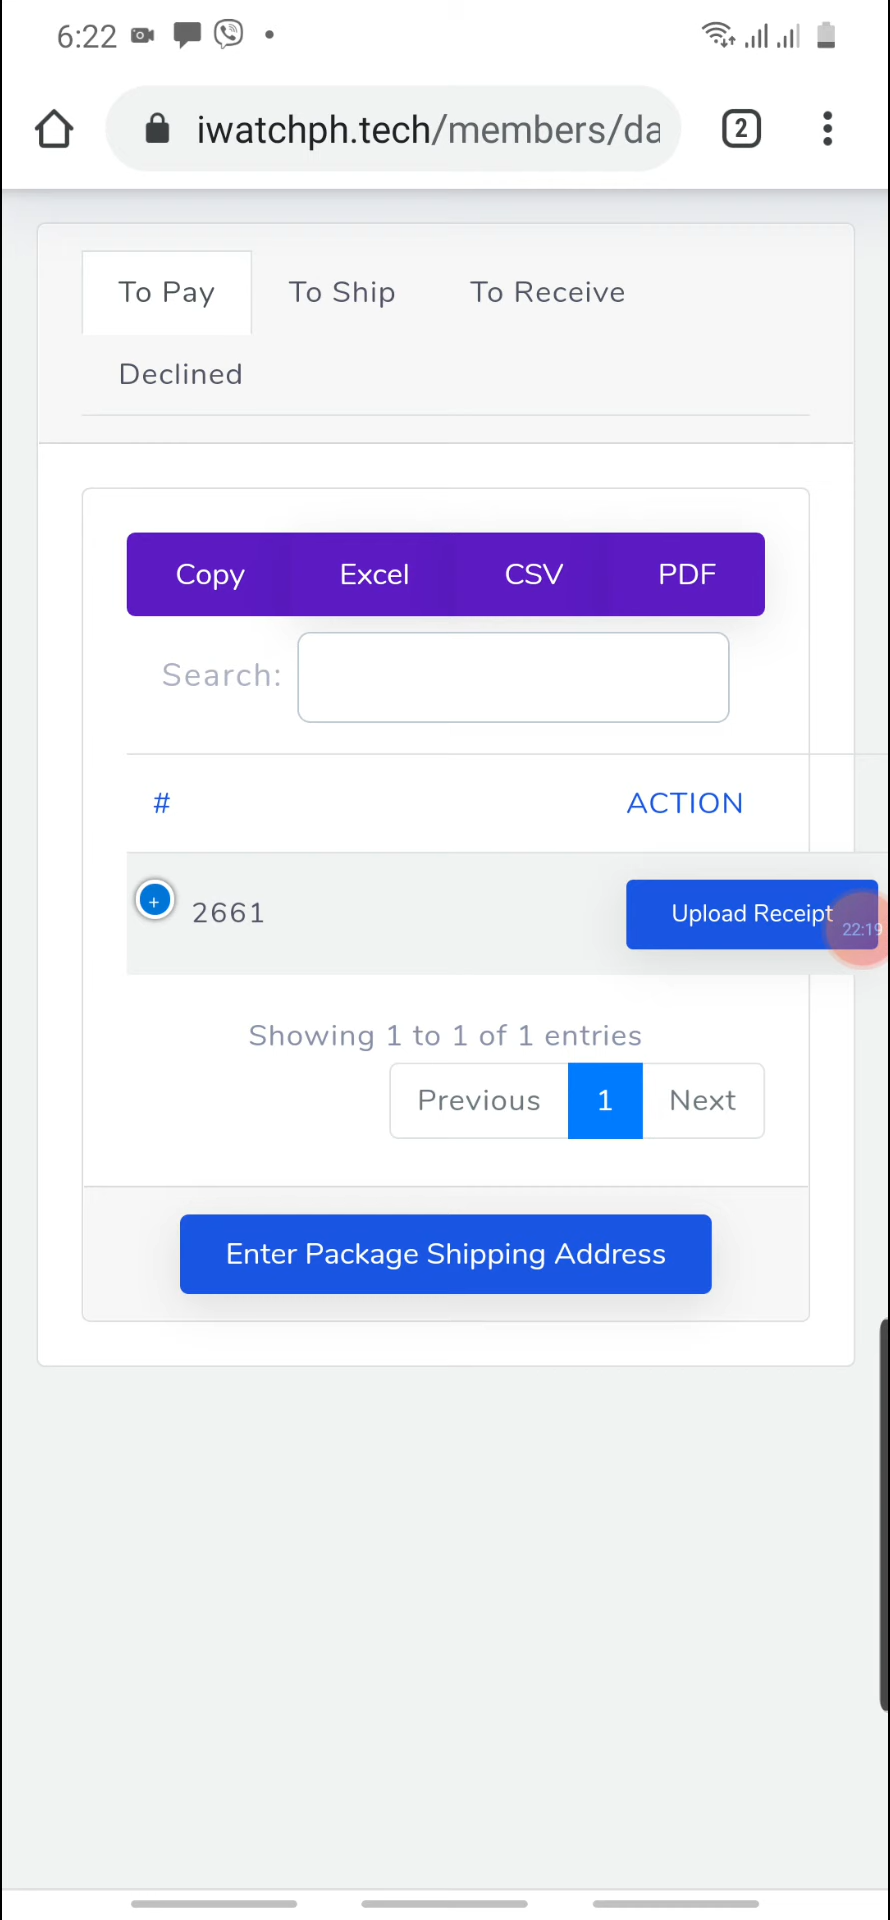 6:22
iwatchph.tech/members/da
2
To Pay
To Ship
To Receive
Declined
Copy
Excel
CSV
PDF
Search:
#
ACTION
+
2661
Upload Receipt
22:19
Showing 1 to 1 of 1 entries
Previous
1
Next
Enter Package Shipping Address